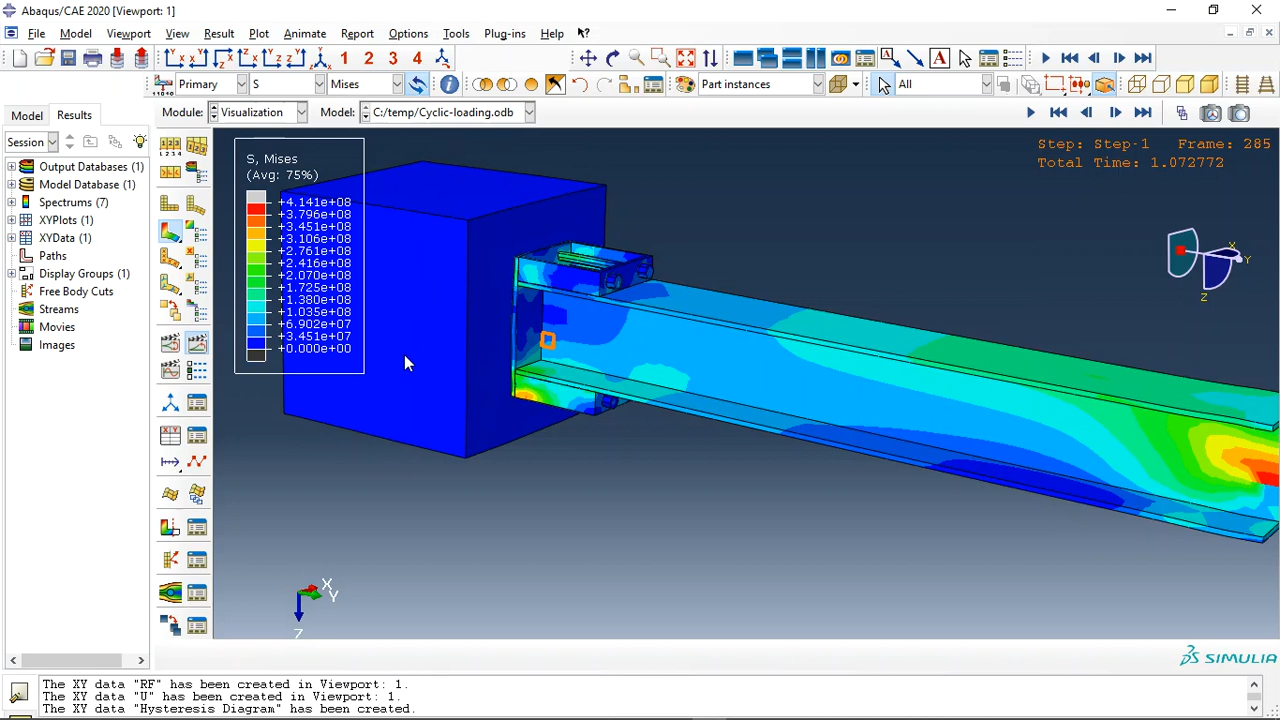 Abaqus/CAE 2020 [Viewport: 1]
File Model Viewport View Result Plot Animate Report Options Tools Plug-ins Help
1 2 3 4
Primary S Mises Part instances All
Model Results Module: Visualization Model: C:/temp/Cyclic-loading.odb
Session
Output Databases (1)
Model Database (1)
Spectrums (7)
XYPlots (1)
XYData (1)
Paths
Display Groups (1)
Free Body Cuts
Streams
Movies
Images
S, Mises
(Avg: 75%)
+4.141e+08
+3.796e+08
+3.451e+08
+3.106e+08
+2.761e+08
+2.416e+08
+2.070e+08
+1.725e+08
+1.380e+08
+1.035e+08
+6.902e+07
+3.451e+07
+0.000e+00
Step: Step-1 Frame: 285
Total Time: 1.072772
X
Y
Z
X
Y
Z
SIMULIA
The XY data "RF" has been created in Viewport: 1.
The XY data "U" has been created in Viewport: 1.
The XY data "Hysteresis Diagram" has been created.